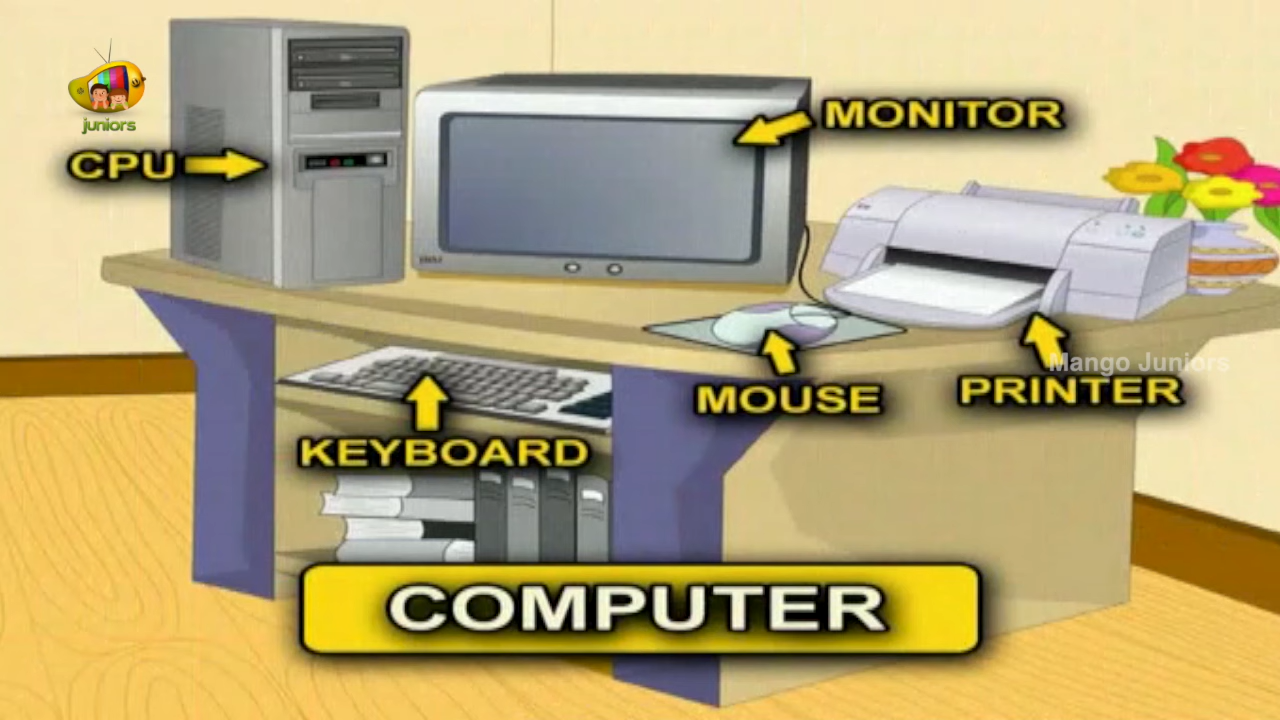 juniors
CPU
MONITOR
Mango Juniors
MOUSE
PRINTER
KEYBOARD
COMPUTER